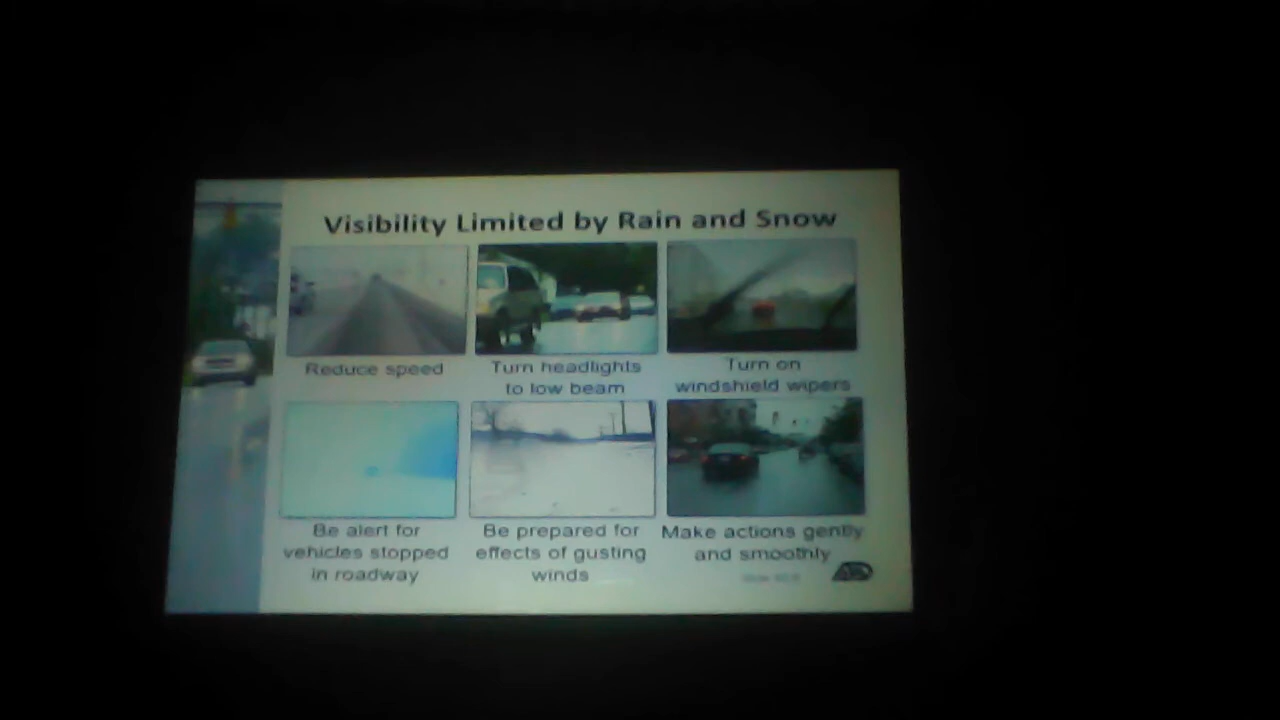 Visibility Limited by Rain and Snow
Reduce speed
Turn headlights
to low beam
Turn on
windshield wipers
Be alert for
vehicles stopped
in roadway
Be prepared for
effects of gusting
winds
Make actions gently
and smoothly